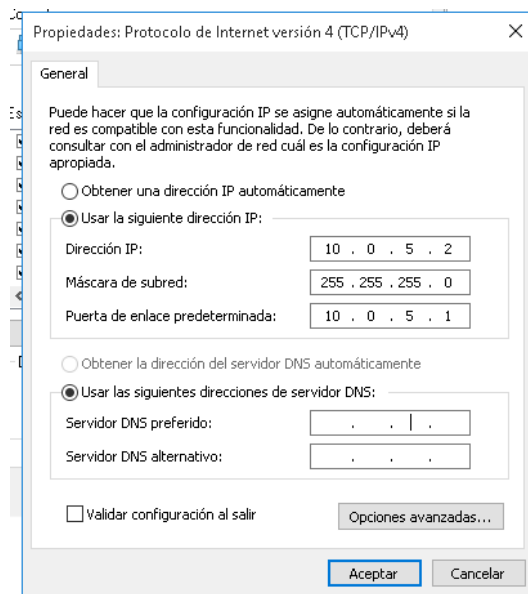 Propiedades: Protocolo de Internet versión 4 (TCP/IPv4)
General
Puede hacer que la configuración IP se asigne automáticamente si la
red es compatible con esta funcionalidad. De lo contrario, deberá
consultar con el administrador de red cuál es la configuración IP
apropiada.
Obtener una dirección IP automáticamente
Usar la siguiente dirección IP:
Dirección IP: 10 . 0 . 5 . 2
Máscara de subred: 255 . 255 . 255 . 0
Puerta de enlace predeterminada: 10 . 0 . 5 . 1
Obtener la dirección del servidor DNS automáticamente
Usar las siguientes direcciones de servidor DNS:
Servidor DNS preferido: . . .
Servidor DNS alternativo: . . .
Validar configuración al salir
Opciones avanzadas...
Aceptar Cancelar